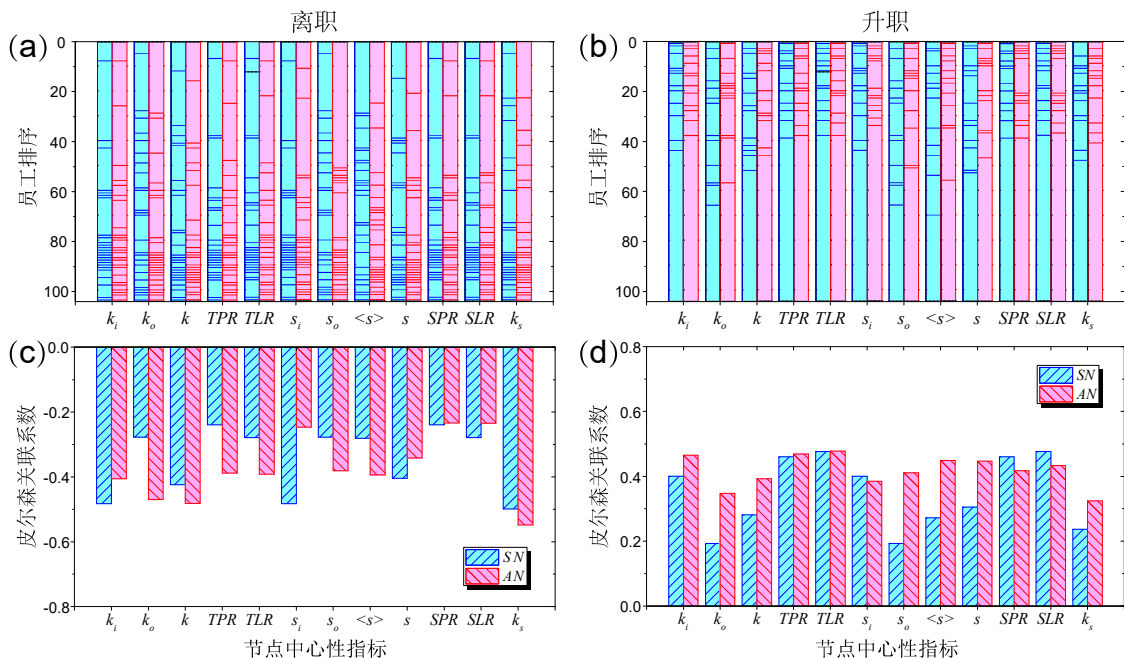 离职
升职
(a)
(b)
0
20
40
60
80
100
员工排序
k_i k_o k TPR TLR s_i s_o <s> s SPR SLR k_s
0
20
40
60
80
100
员工排序
k_i k_o k TPR TLR s_i s_o <s> s SPR SLR k_s
(c)
(d)
0.0
-0.2
-0.4
-0.6
-0.8
皮尔森关联系数
SN
AN
k_i k_o k TPR TLR s_i s_o <s> s SPR SLR k_s
节点中心性指标
0.8
0.6
0.4
0.2
0.0
皮尔森关联系数
SN
AN
k_i k_o k TPR TLR s_i s_o <s> s SPR SLR k_s
节点中心性指标